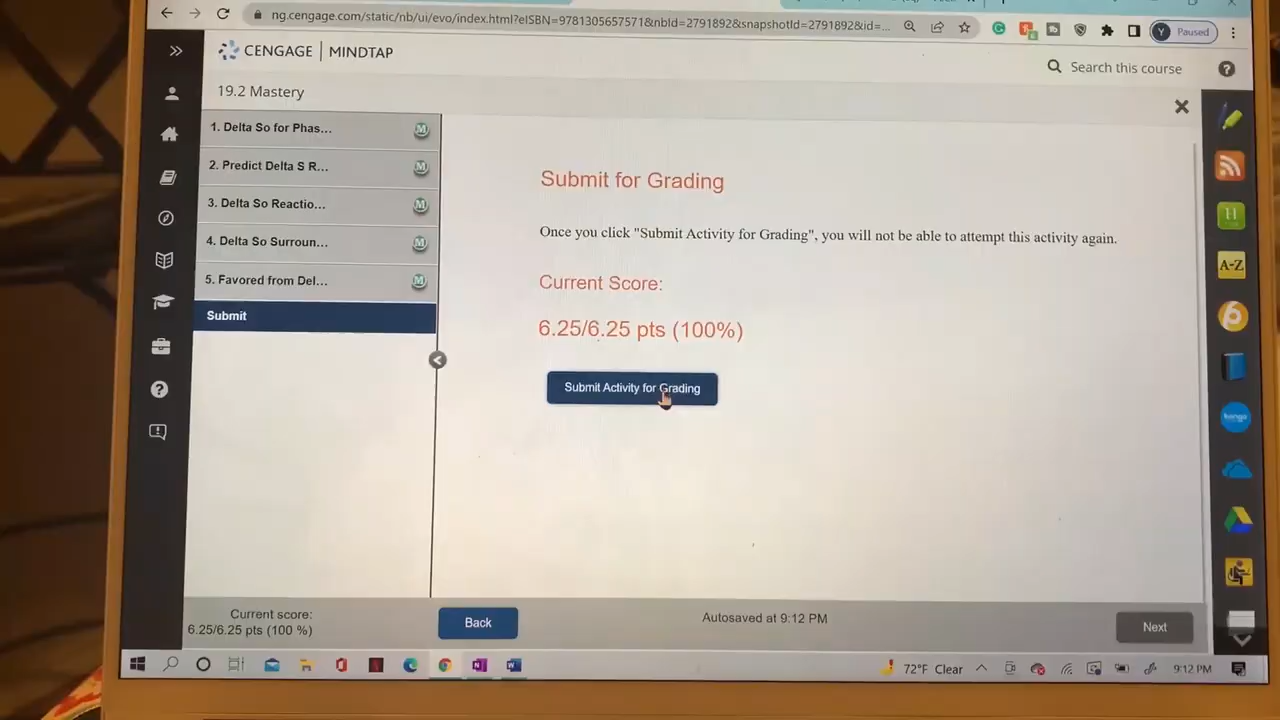 ng.cengage.com/static/nb/ui/evo/index.html?eISBN=9781305657571&nbId=2791892&snapshotId=2791892&id=...
Y Paused
CENGAGE | MINDTAP
Search this course
19.2 Mastery
1. Delta So for Phas...
2. Predict Delta S R...
3. Delta So Reactio...
4. Delta So Surroun...
5. Favored from Del...
Submit
Submit for Grading
Once you click "Submit Activity for Grading", you will not be able to attempt this activity again.
Current Score:
6.25/6.25 pts (100%)
Submit Activity for Grading
A-Z
Current score:
6.25/6.25 pts (100 %)
Back
Autosaved at 9:12 PM
Next
72°F Clear
9:12 PM